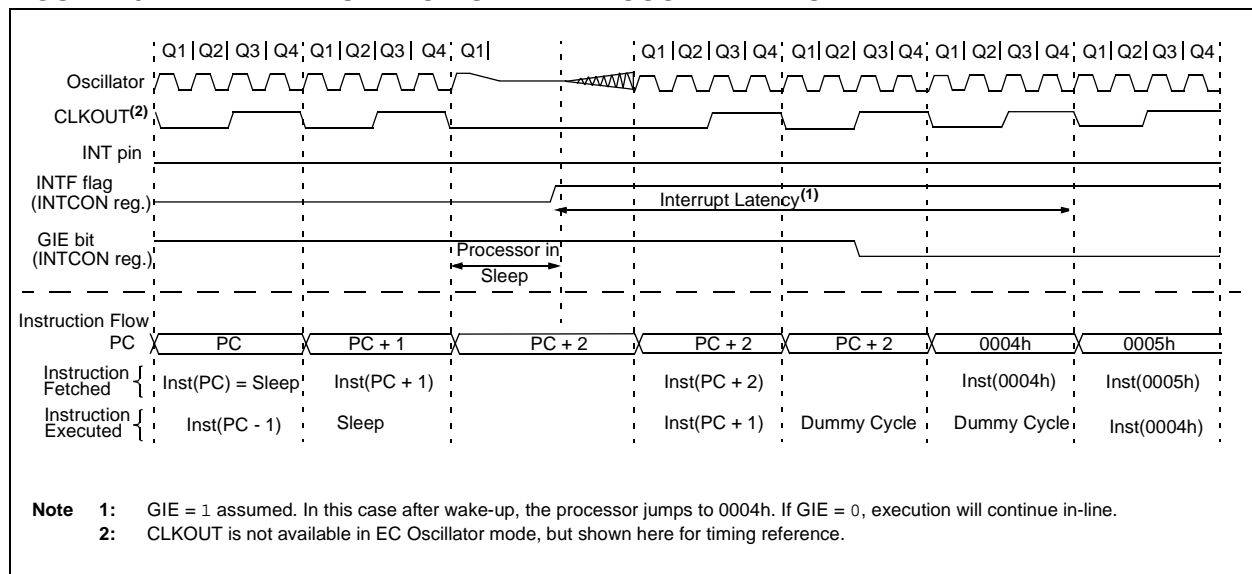 Q1 | Q2 | Q3 | Q4 Q1 | Q2 | Q3 | Q4 Q1 | Q1 | Q2 | Q3 | Q4 Q1 | Q2 | Q3 | Q4 Q1 | Q2 | Q3 | Q4 Q1 | Q2 | Q3 | Q4
Oscillator
CLKOUT(2)
INT pin
INTF flag
(INTCON reg.)
Interrupt Latency(1)
GIE bit
(INTCON reg.)
Processor in
Sleep
Instruction Flow
PC PC PC + 1 PC + 2 PC + 2 PC + 2 0004h 0005h
Instruction
Fetched { Inst(PC) = Sleep Inst(PC + 1) Inst(PC + 2) Inst(0004h) Inst(0005h)
Instruction
Executed { Inst(PC - 1) Sleep Inst(PC + 1) Dummy Cycle Dummy Cycle Inst(0004h)
Note 1: GIE = 1 assumed. In this case after wake-up, the processor jumps to 0004h. If GIE = 0, execution will continue in-line.
2: CLKOUT is not available in EC Oscillator mode, but shown here for timing reference.